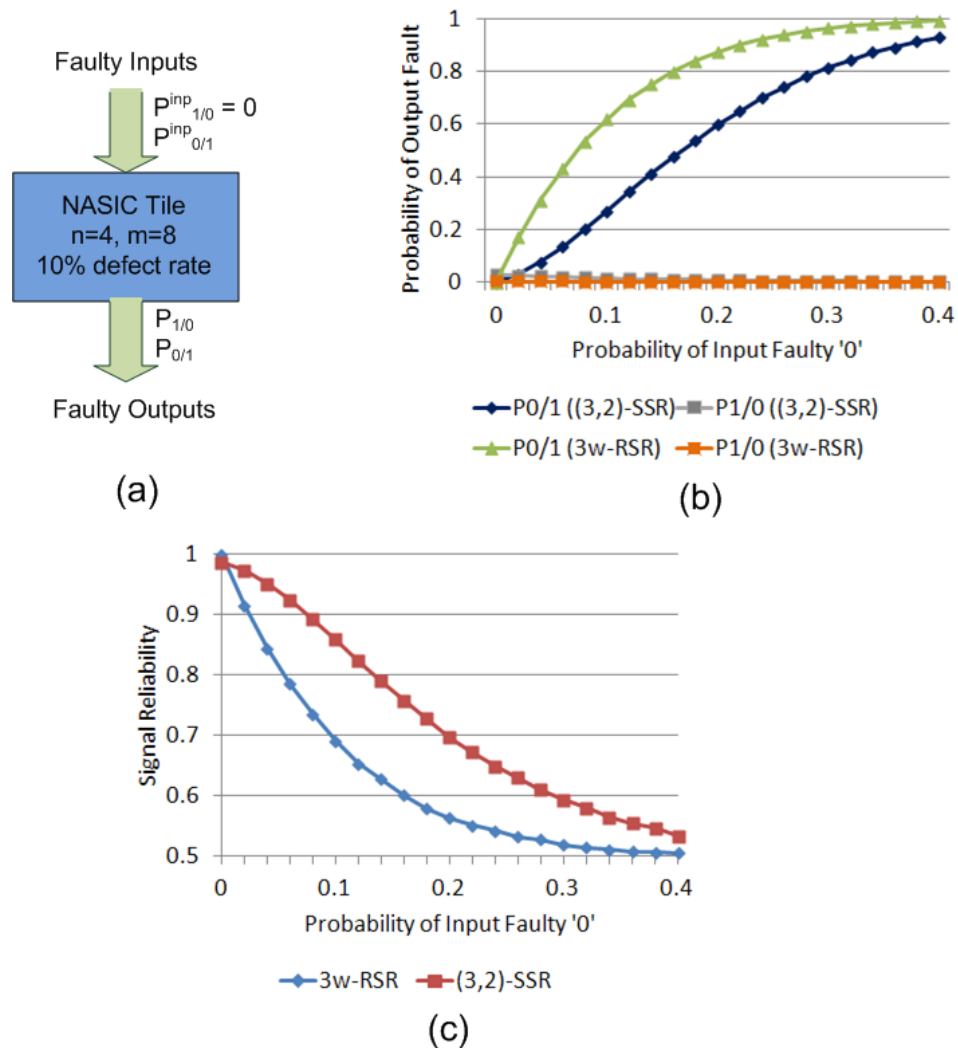 Faulty Inputs
P^inp_1/0 = 0
P^inp_0/1
NASIC Tile
n=4, m=8
10% defect rate
P_1/0
P_0/1
Faulty Outputs
(a)
Probability of Output Fault
1
0.8
0.6
0.4
0.2
0
0 0.1 0.2 0.3 0.4
Probability of Input Faulty '0'
P0/1 ((3,2)-SSR) P1/0 ((3,2)-SSR)
P0/1 (3w-RSR) P1/0 (3w-RSR)
(b)
Signal Reliability
1
0.9
0.8
0.7
0.6
0.5
0 0.1 0.2 0.3 0.4
Probability of Input Faulty '0'
3w-RSR (3,2)-SSR
(c)